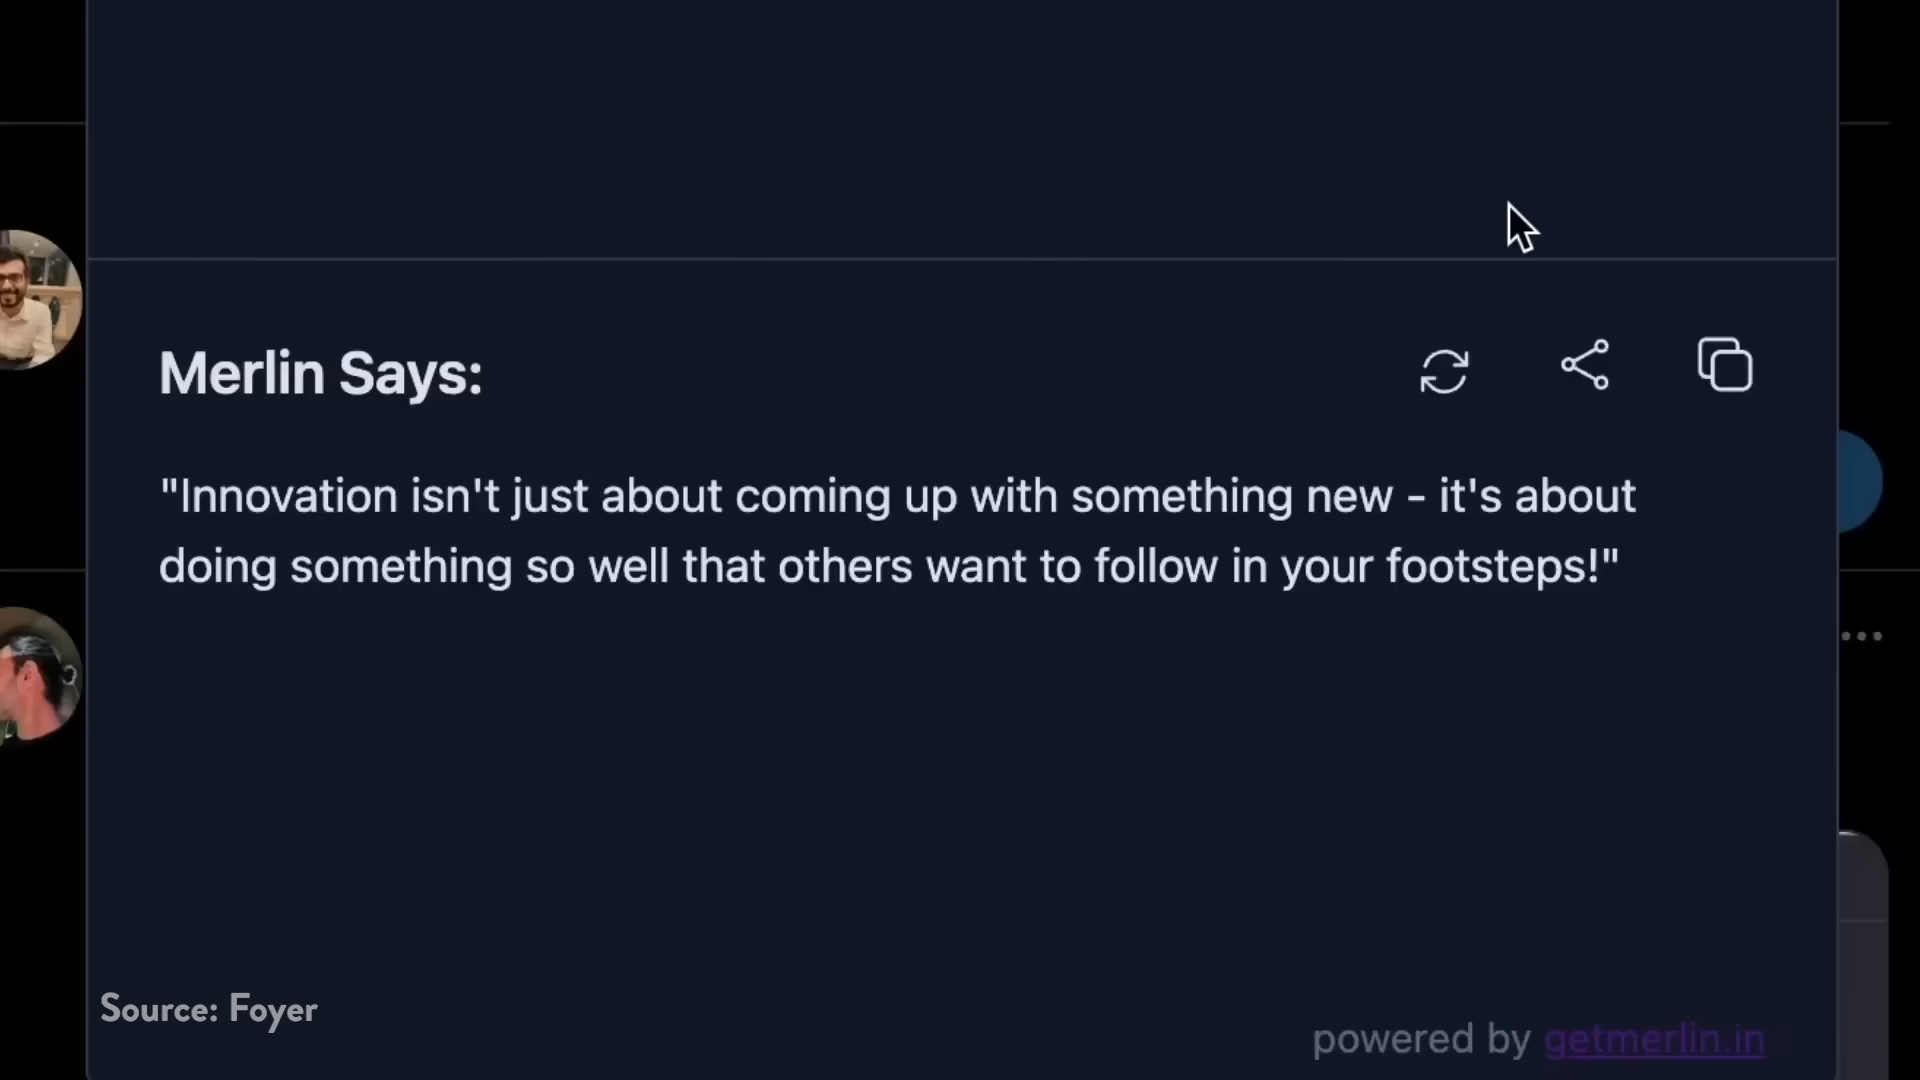 Merlin Says:
"Innovation isn't just about coming up with something new - it's about
doing something so well that others want to follow in your footsteps!"
Source: Foyer
powered by getmerlin.in